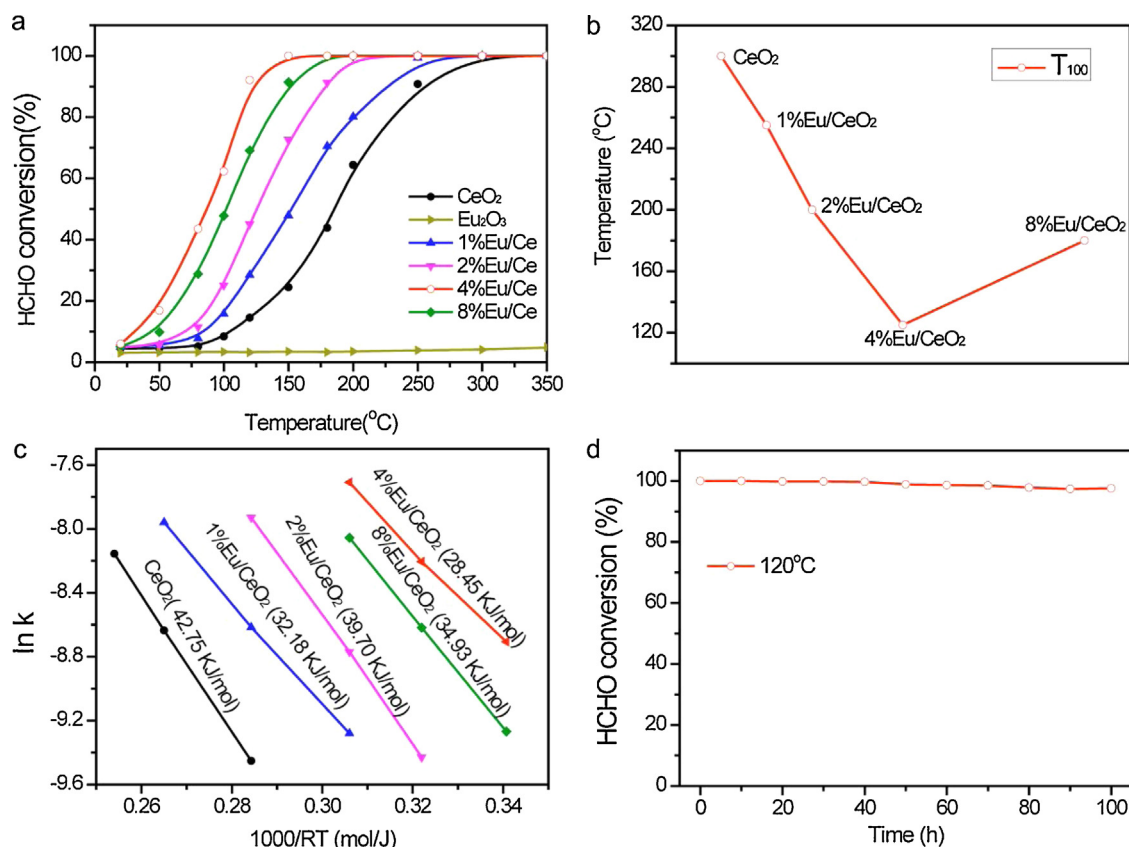 a
HCHO conversion(%)
100
80
60
40
20
0
CeO₂
Eu₂O₃
1%Eu/Ce
2%Eu/Ce
4%Eu/Ce
8%Eu/Ce
0 50 100 150 200 250 300 350
Temperature(°C)
b
Temperature (°C)
320
280
240
200
160
120
T₁₀₀
CeO₂
1%Eu/CeO₂
2%Eu/CeO₂
8%Eu/CeO₂
4%Eu/CeO₂
c
ln k
-7.6
-8.0
-8.4
-8.8
-9.2
-9.6
CeO₂( 42.75 KJ/mol)
1%Eu/CeO₂ (32.18 KJ/mol)
2%Eu/CeO₂ (39.70 KJ/mol)
8%Eu/CeO₂ (34.93 KJ/mol)
4%Eu/CeO₂ (28.45 KJ/mol)
0.26 0.28 0.30 0.32 0.34
1000/RT (mol/J)
d
HCHO conversion (%)
100
80
60
40
20
0
120°C
0 20 40 60 80 100
Time (h)